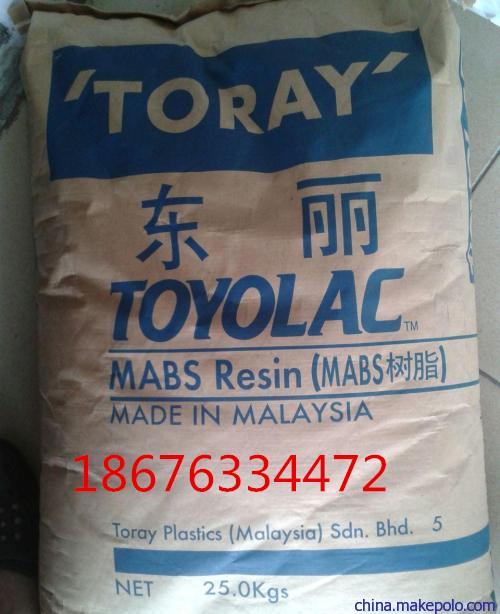 'TORAY'
东丽
TOYOLAC™
MABS Resin (MABS树脂)
MADE IN MALAYSIA
18676334472
Toray Plastics (Malaysia) Sdn. Bhd. 5
NET 25.0Kgs
china.makepolo.com